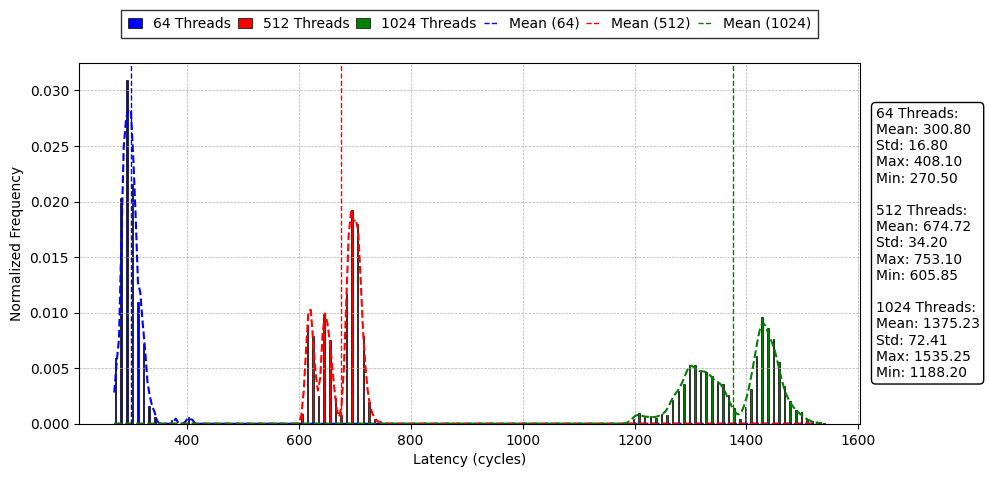 64 Threads 512 Threads 1024 Threads Mean (64) Mean (512) Mean (1024)
0.030
0.025
0.020
0.015
0.010
0.005
0.000
Normalized Frequency
400 600 800 1000 1200 1400 1600
Latency (cycles)
64 Threads:
Mean: 300.80
Std: 16.80
Max: 408.10
Min: 270.50
512 Threads:
Mean: 674.72
Std: 34.20
Max: 753.10
Min: 605.85
1024 Threads:
Mean: 1375.23
Std: 72.41
Max: 1535.25
Min: 1188.20